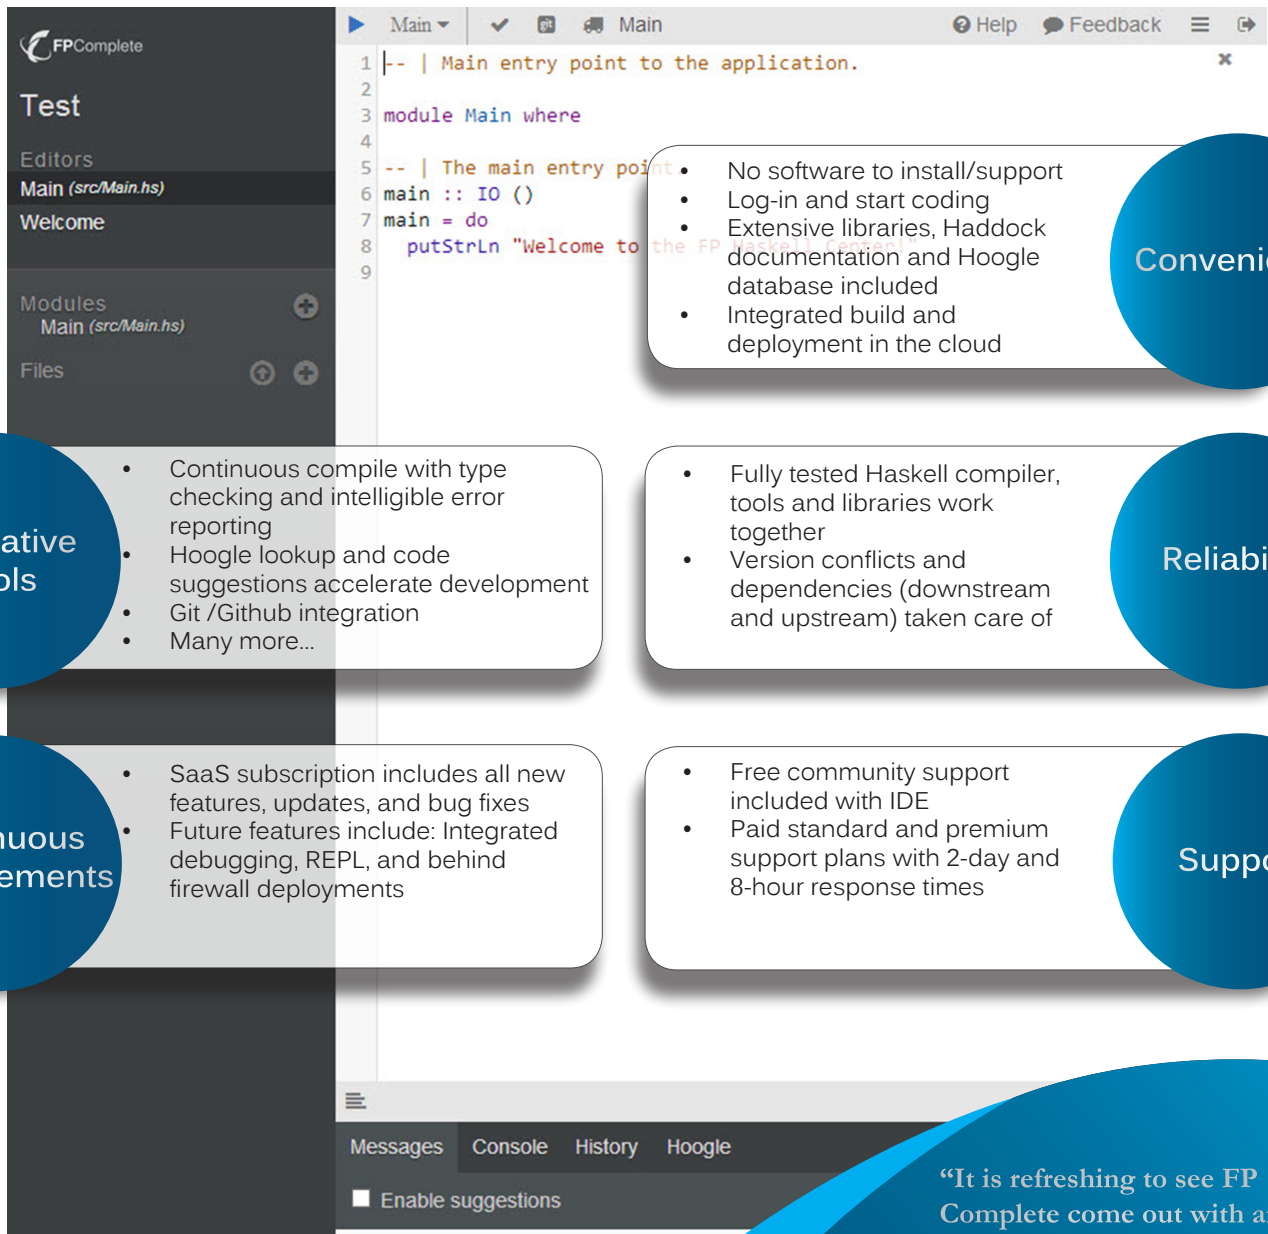 FPComplete
Test
Editors
Main (src/Main.hs)
Welcome
Modules
Main (src/Main.hs)
Files
Main
Main
Help
Feedback
1 -- | Main entry point to the application.
2
3 module Main where
4
5 -- | The main entry point.
6 main :: IO ()
7 main = do
8 putStrLn "Welcome to the FP Haskell Center!"
9
• No software to install/support
• Log-in and start coding
• Extensive libraries, Haddock
documentation and Hoogle
database included
• Integrated build and
deployment in the cloud
Conveni
ative
ols
• Continuous compile with type
checking and intelligible error
reporting
• Hoogle lookup and code
suggestions accelerate development
• Git /Github integration
• Many more...
• Fully tested Haskell compiler,
tools and libraries work
together
• Version conflicts and
dependencies (downstream
and upstream) taken care of
Reliabi
nuous
ements
• SaaS subscription includes all new
features, updates, and bug fixes
• Future features include: Integrated
debugging, REPL, and behind
firewall deployments
• Free community support
included with IDE
• Paid standard and premium
support plans with 2-day and
8-hour response times
Suppo
Messages Console History Hoogle
Enable suggestions
“It is refreshing to see FP
Complete come out with a